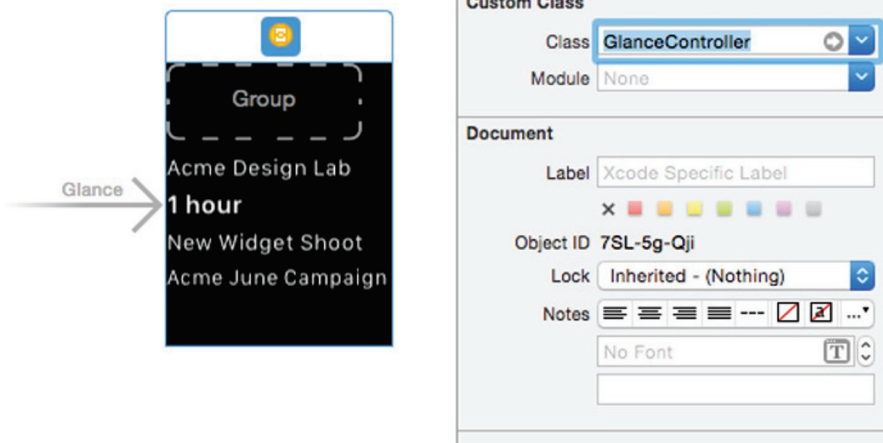 Group
Acme Design Lab
1 hour
New Widget Shoot
Acme June Campaign
Glance
Custom Class
Class GlanceController
Module None
Document
Label Xcode Specific Label
Object ID 7SL-5g-Qji
Lock Inherited - (Nothing)
Notes --- a ...
No Font T